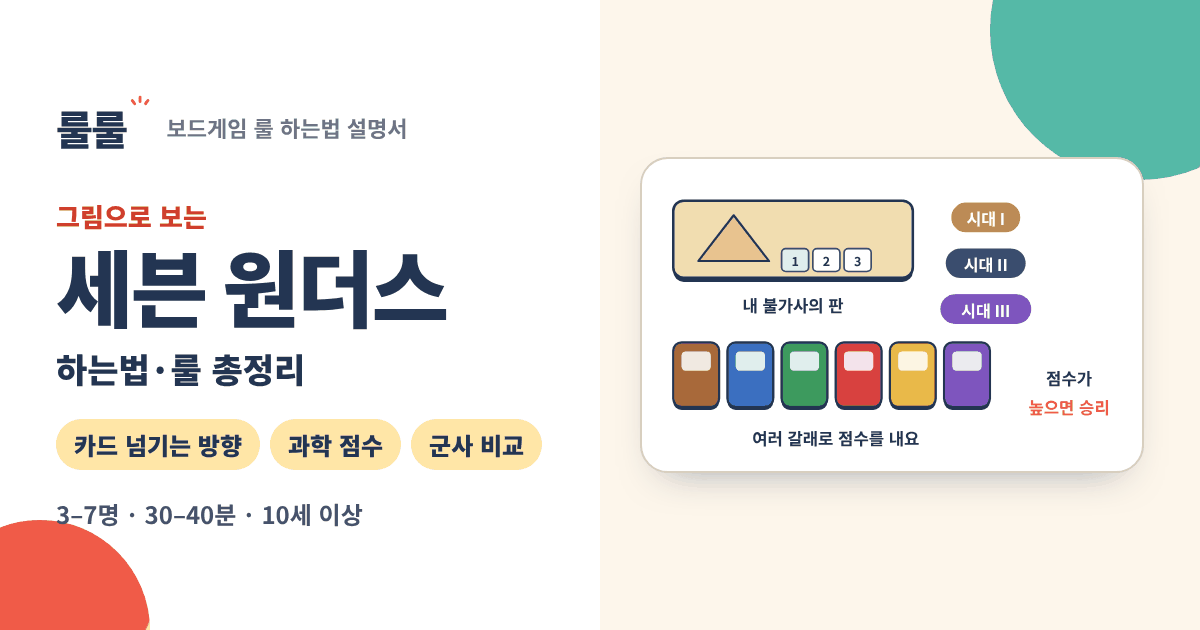 룰룰
보드게임 룰 하는법 설명서
그림으로 보는
세븐 원더스
하는법·룰 총정리
카드 넘기는 방향
과학 점수
군사 비교
3–7명 · 30–40분 · 10세 이상
1 2 3
내 불가사의 판
시대 I
시대 II
시대 III
점수가
높으면 승리
여러 갈래로 점수를 내요